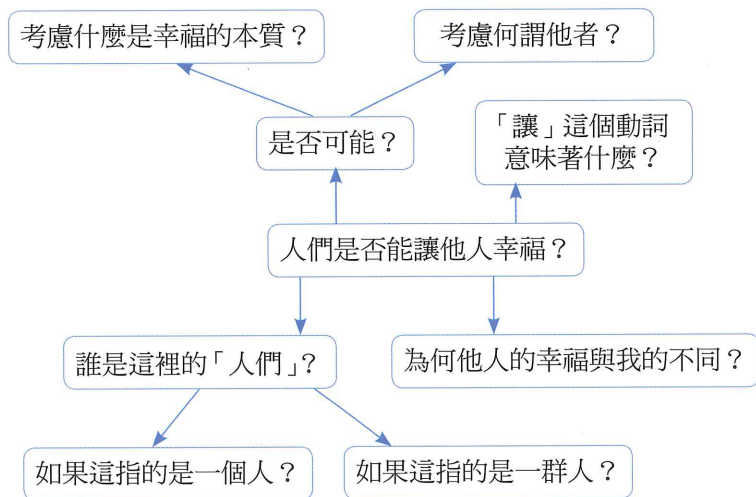 考慮什麼是幸福的本質？
考慮何謂他者？
是否可能？
「讓」這個動詞
意味著什麼？
人們是否能讓他人幸福？
誰是這裡的「人們」？
為何他人的幸福與我的不同？
如果這指的是一個人？
如果這指的是一群人？